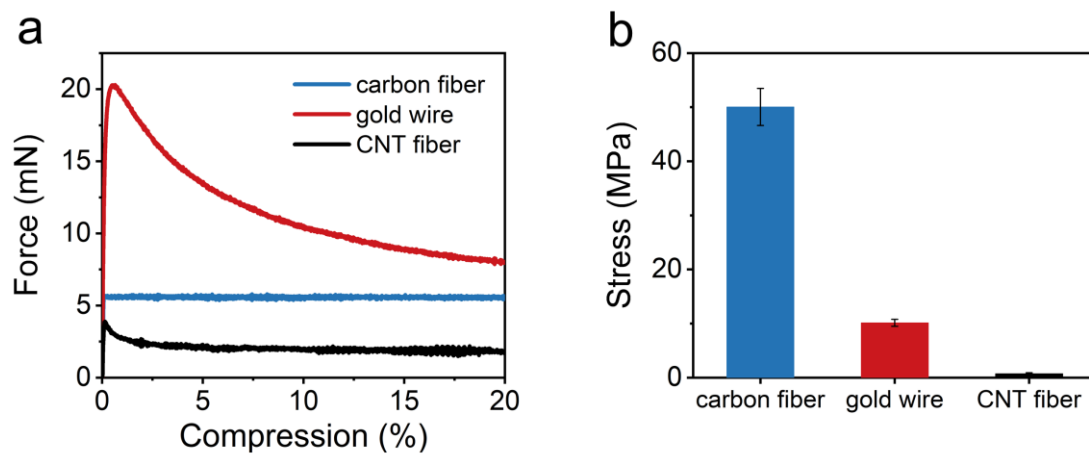 a
Force (mN)
20
15
10
5
0
carbon fiber
gold wire
CNT fiber
0 5 10 15 20
Compression (%)
b
Stress (MPa)
60
40
20
0
carbon fiber gold wire CNT fiber